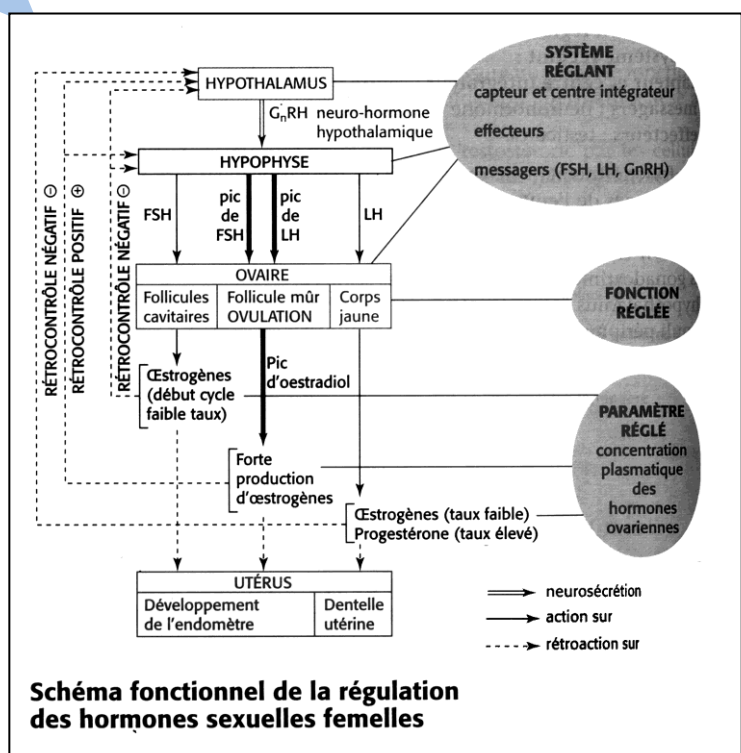 SYSTÈME
RÉGLANT
capteur et centre intégrateur
effecteurs
messagers (FSH, LH, GnRH)
HYPOTHALAMUS
GnRH neuro-hormone
hypothalamique
HYPOPHYSE
RÉTROCONTRÔLE NÉGATIF ⊖
RÉTROCONTRÔLE POSITIF ⊕
RÉTROCONTRÔLE NÉGATIF ⊖
FSH
pic
de
FSH
pic
de
LH
LH
OVAIRE
Follicules
cavitaires
Follicule mûr
OVULATION
Corps
jaune
FONCTION
RÉGLÉE
Œstrogènes
(début cycle
faible taux)
Pic
d'oestradiol
PARAMÈTRE
RÉGLÉ
concentration
plasmatique
des
hormones
ovariennes
Forte
production
d'œstrogènes
Œstrogènes (taux faible)
Progestérone (taux élevé)
UTÉRUS
Développement
de l'endomètre
Dentelle
utérine
neurosécrétion
action sur
rétroaction sur
Schéma fonctionnel de la régulation
des hormones sexuelles femelles